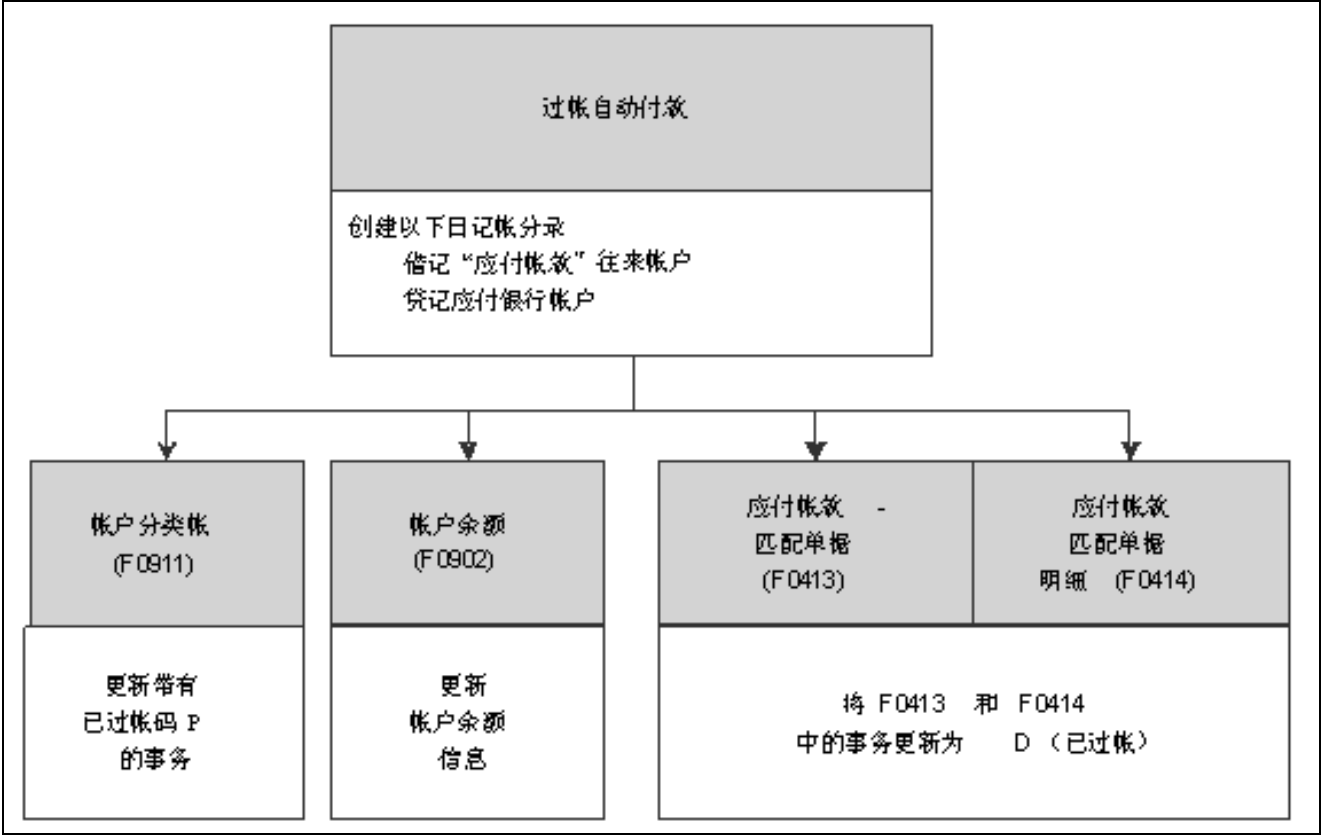 过帐自动付款
创建以下日记帐分录
借记“应付帐款”往来帐户
贷记应付银行帐户
帐户分类帐
(F0911)
帐户余额
(F0902)
应付帐款 -
匹配单据
(F0413)
应付帐款
匹配单据
明细 (F0414)
更新带有
已过帐码 P
的事务
更新
帐户余额
信息
将 F0413 和 F0414
中的事务更新为 D （已过帐）